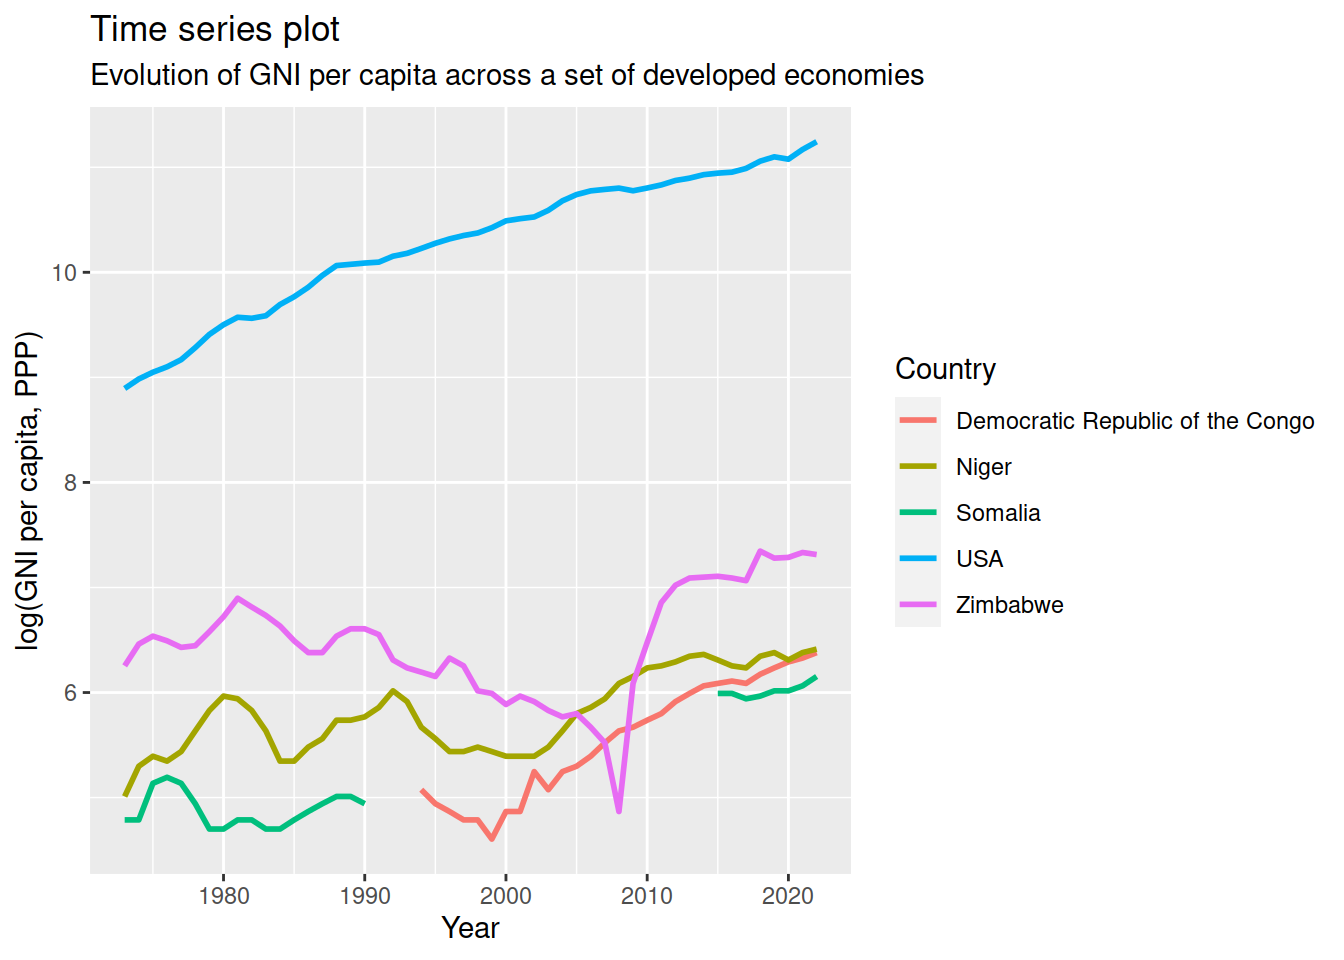 Time series plot
Evolution of GNI per capita across a set of developed economies
log(GNI per capita, PPP)
10
8
6
1980 1990 2000 2010 2020
Year
Country
Democratic Republic of the Congo
Niger
Somalia
USA
Zimbabwe